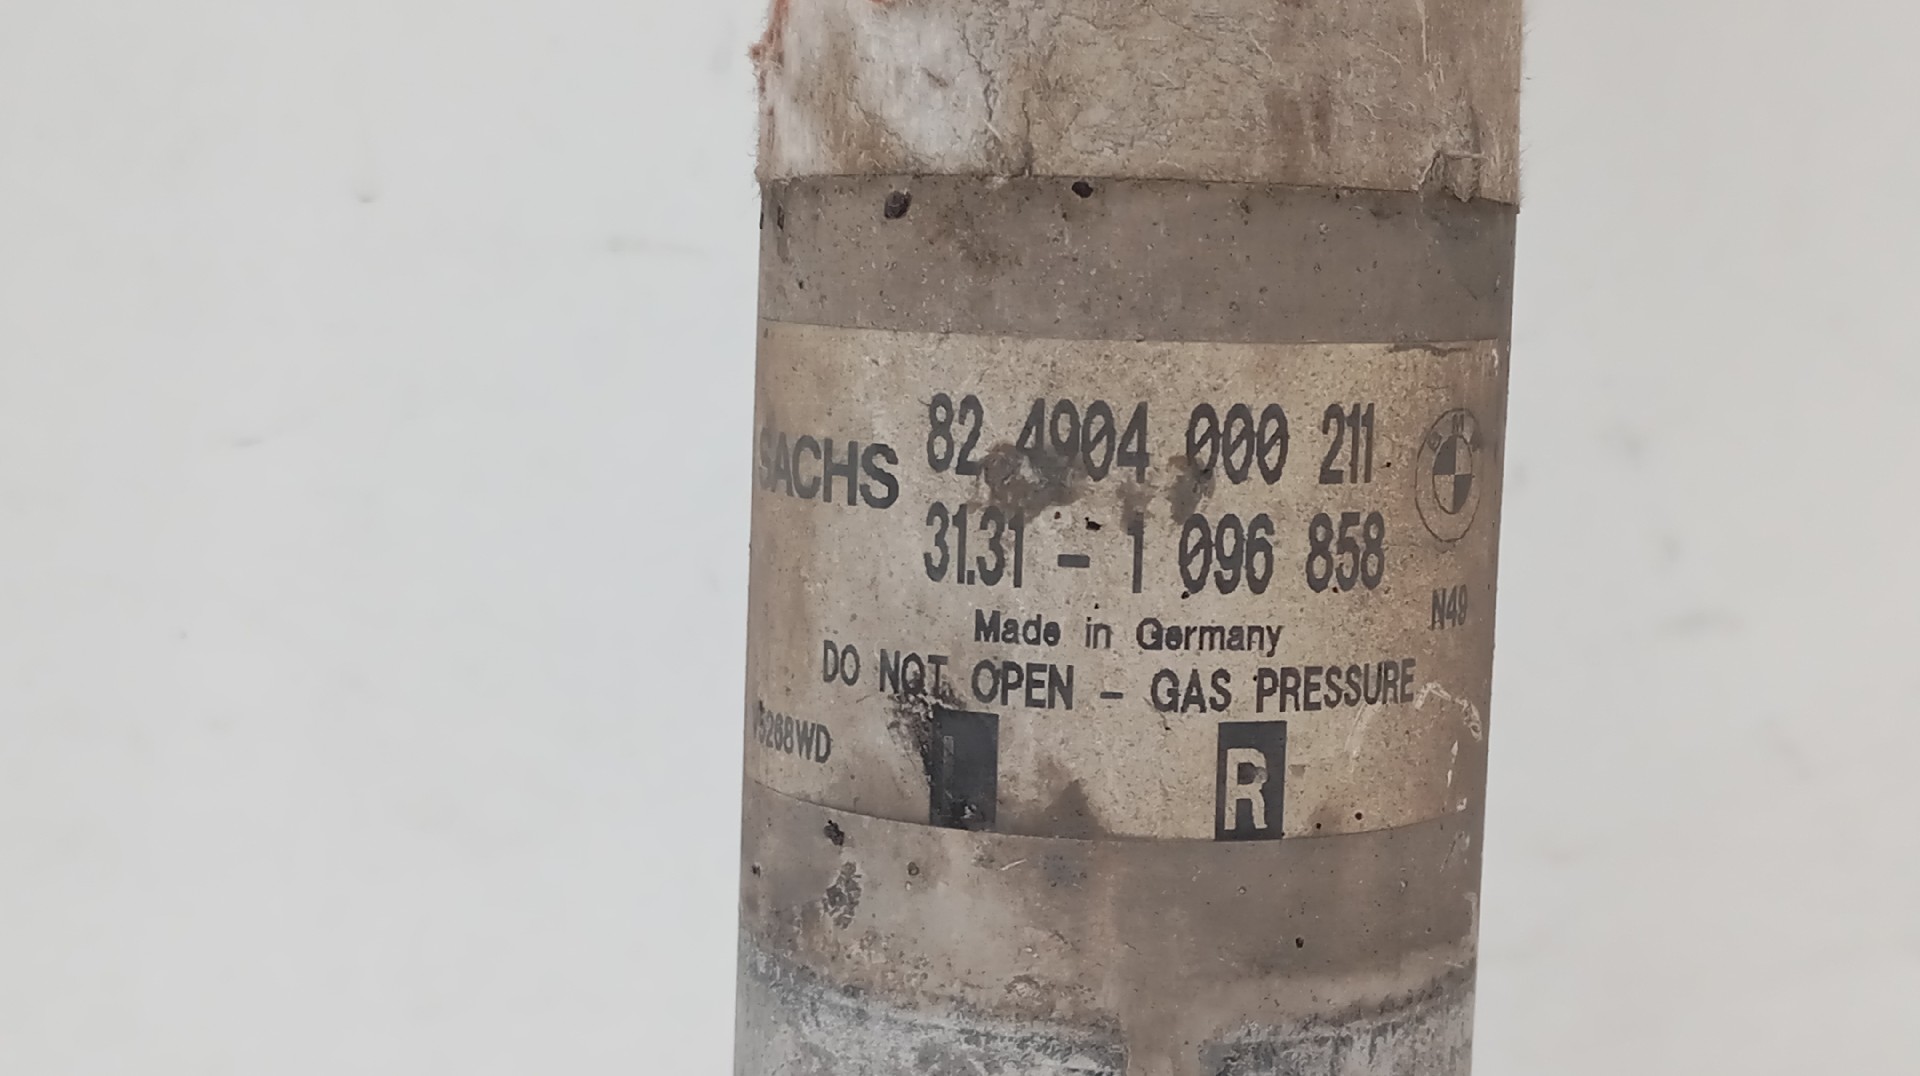 SACHS
82 4904 000 211
31.31 - 1 096 858
BMW
N49
Made in Germany
DO NOT OPEN - GAS PRESSURE
R